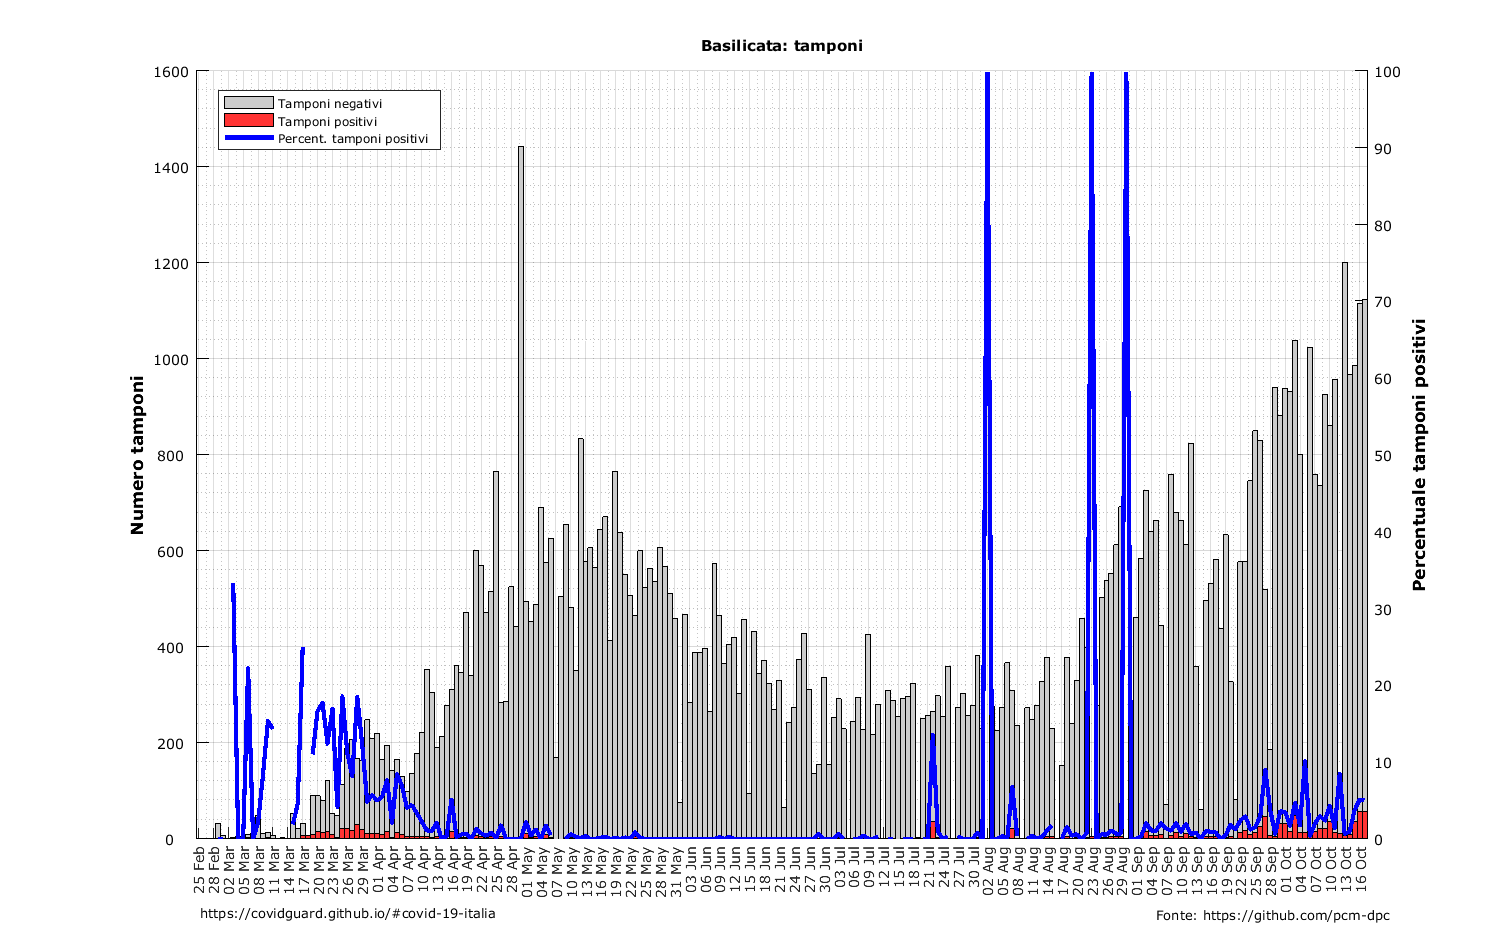 Basilicata: tamponi
Tamponi negativi
Tamponi positivi
Percent. tamponi positivi
Numero tamponi
0 200 400 600 800 1000 1200 1400 1600
Percentuale tamponi positivi
0 10 20 30 40 50 60 70 80 90 100
25 Feb 28 Feb 02 Mar 05 Mar 08 Mar 11 Mar 14 Mar 17 Mar 20 Mar 23 Mar 26 Mar 29 Mar 01 Apr 04 Apr 07 Apr 10 Apr 13 Apr 16 Apr 19 Apr 22 Apr 25 Apr 28 Apr 01 May 04 May 07 May 10 May 13 May 16 May 19 May 22 May 25 May 28 May 31 May 03 Jun 06 Jun 09 Jun 12 Jun 15 Jun 18 Jun 21 Jun 24 Jun 27 Jun 30 Jun 03 Jul 06 Jul 09 Jul 12 Jul 15 Jul 18 Jul 21 Jul 24 Jul 27 Jul 30 Jul 02 Aug 05 Aug 08 Aug 11 Aug 14 Aug 17 Aug 20 Aug 23 Aug 26 Aug 29 Aug 01 Sep 04 Sep 07 Sep 10 Sep 13 Sep 16 Sep 19 Sep 22 Sep 25 Sep 28 Sep 01 Oct 04 Oct 07 Oct 10 Oct 13 Oct 16 Oct
https://covidguard.github.io/#covid-19-italia
Fonte: https://github.com/pcm-dpc